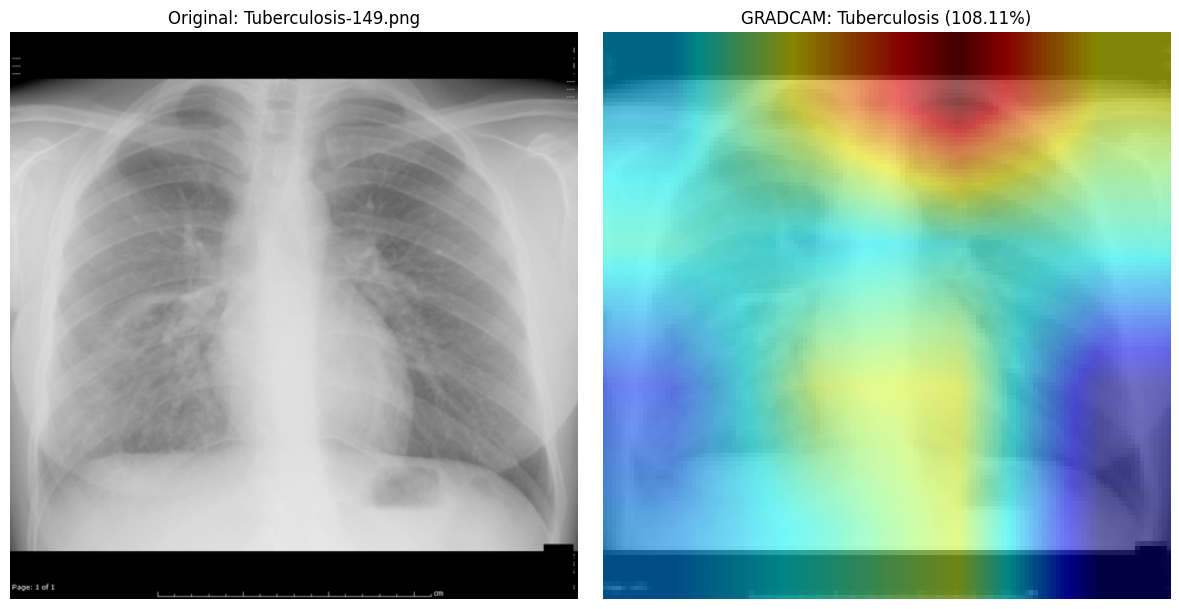 Original: Tuberculosis-149.png
GRADCAM: Tuberculosis (108.11%)
Page: 1 of 1
cm